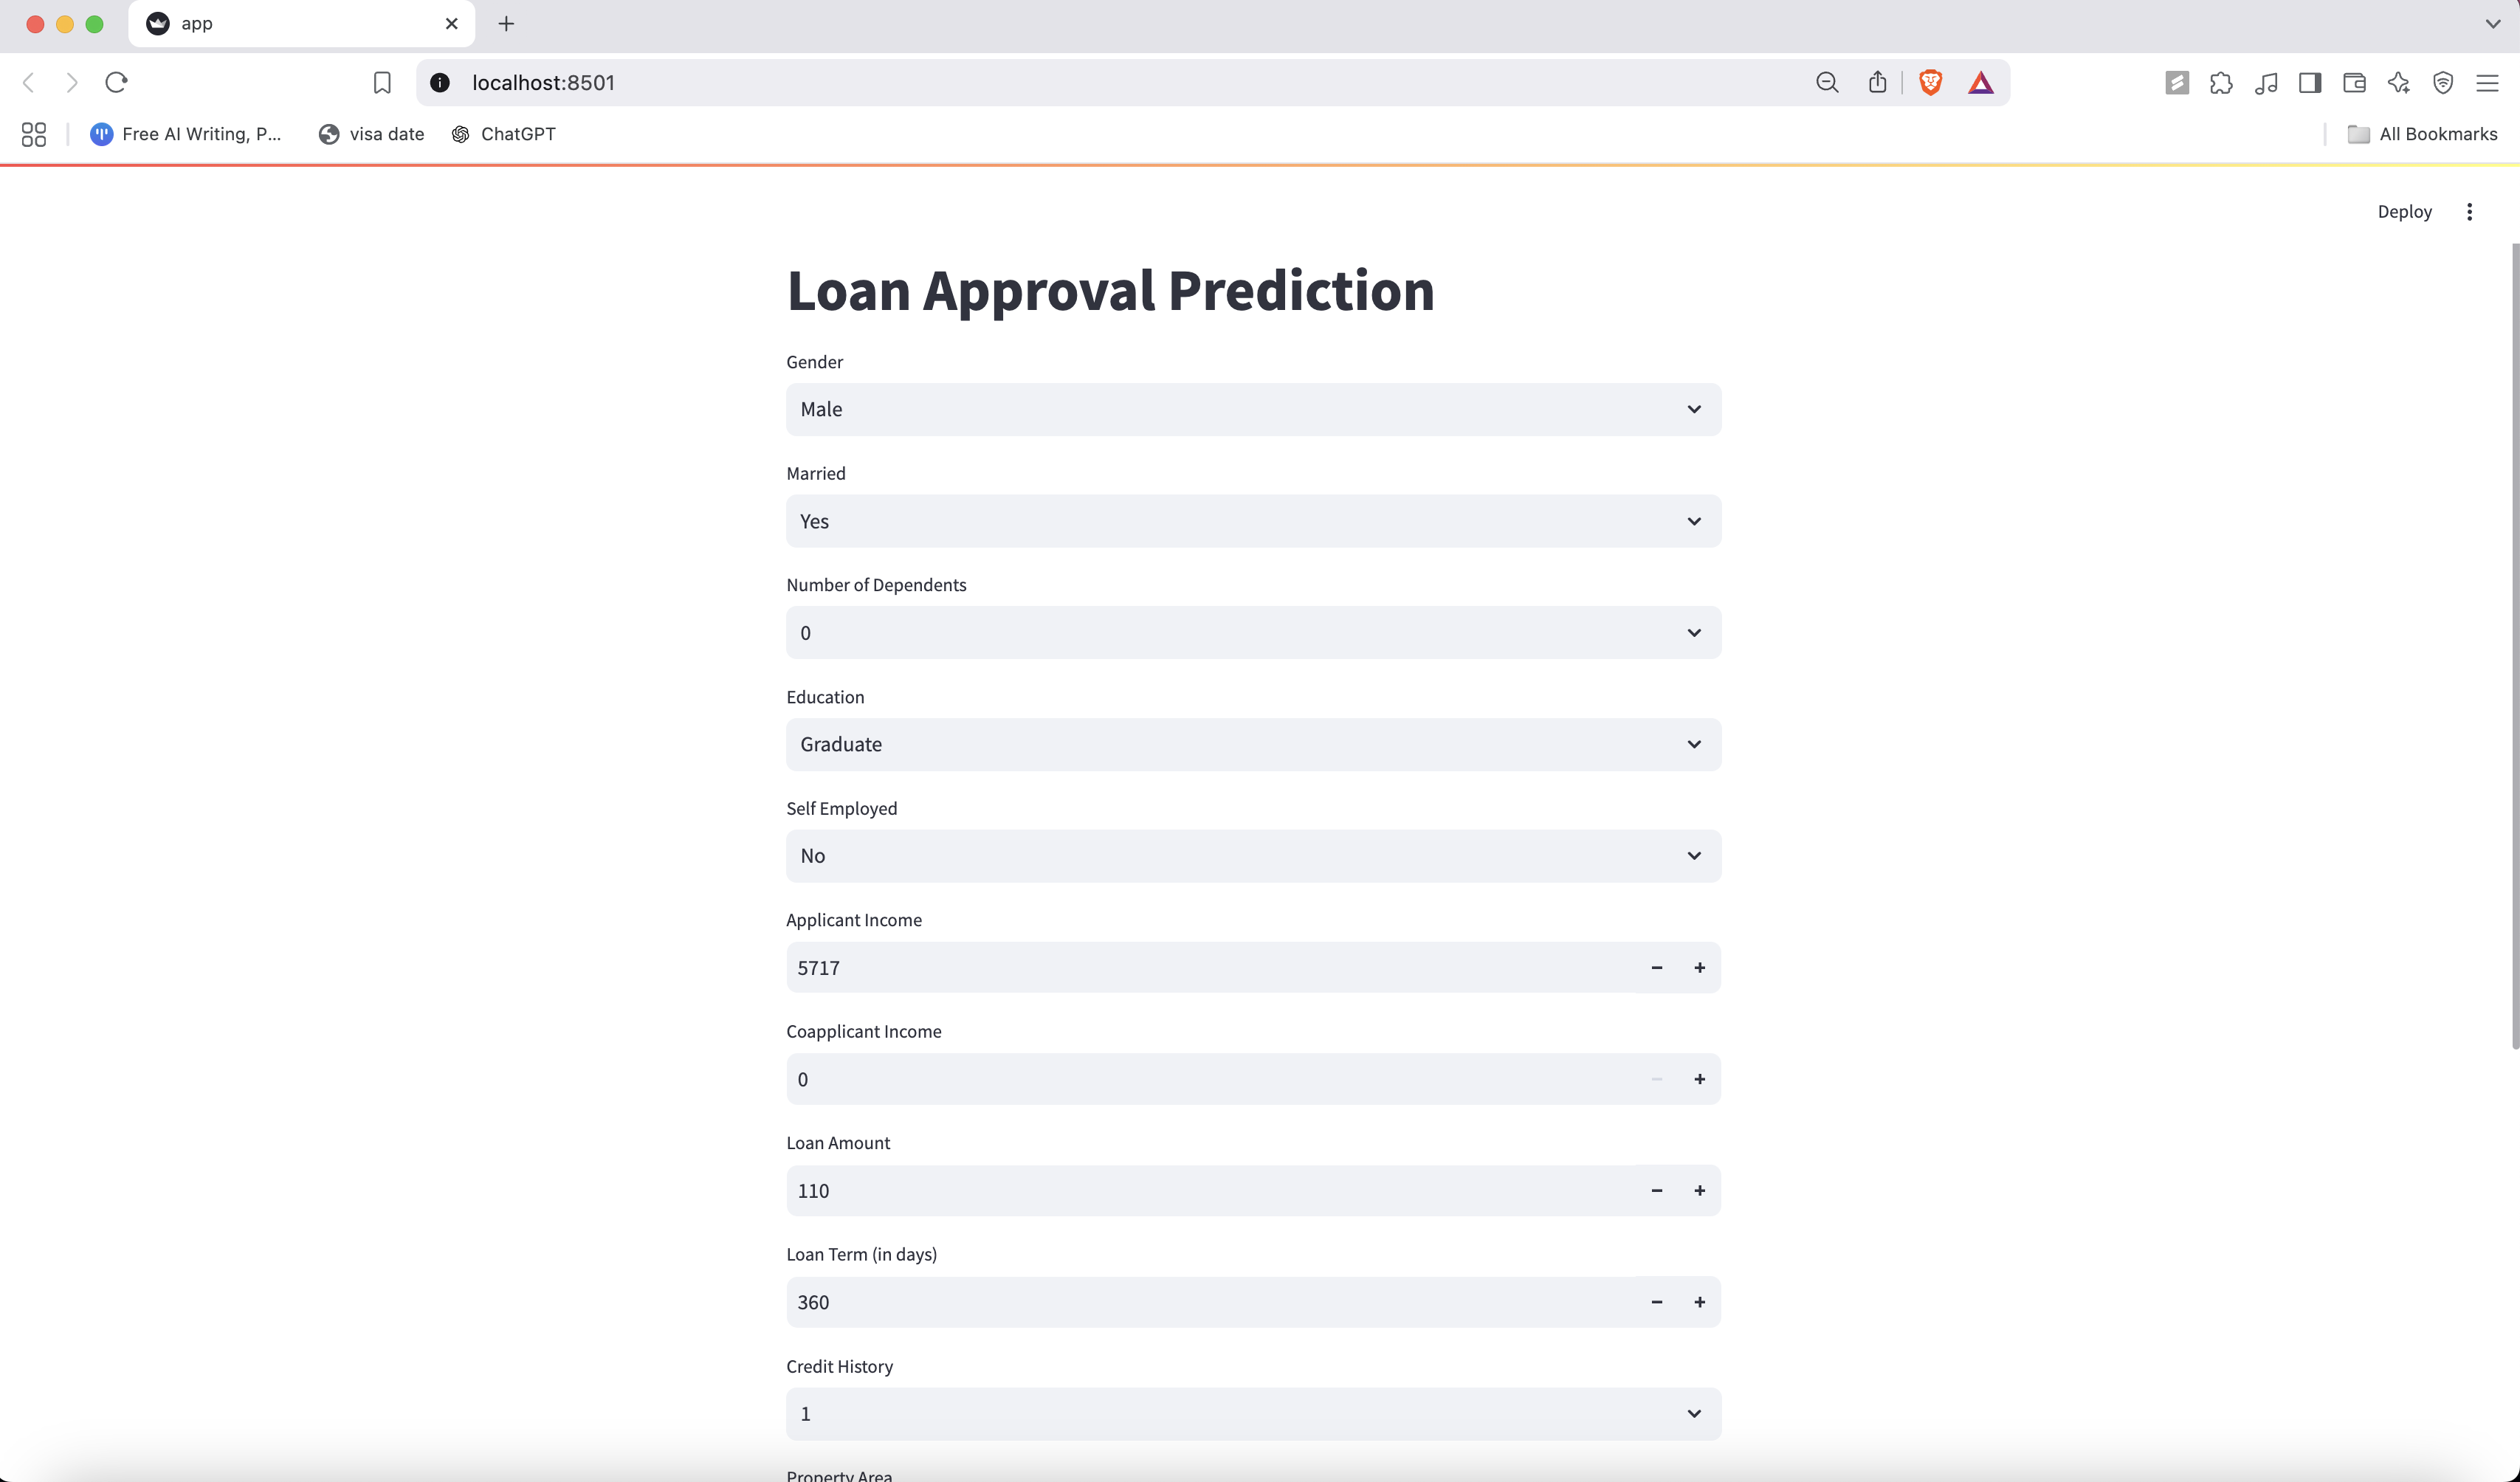 app
localhost:8501
Free AI Writing, P...
visa date
ChatGPT
All Bookmarks
Deploy
Loan Approval Prediction
Gender
Male
Married
Yes
Number of Dependents
0
Education
Graduate
Self Employed
No
Applicant Income
5717
Coapplicant Income
0
Loan Amount
110
Loan Term (in days)
360
Credit History
1
Property Area